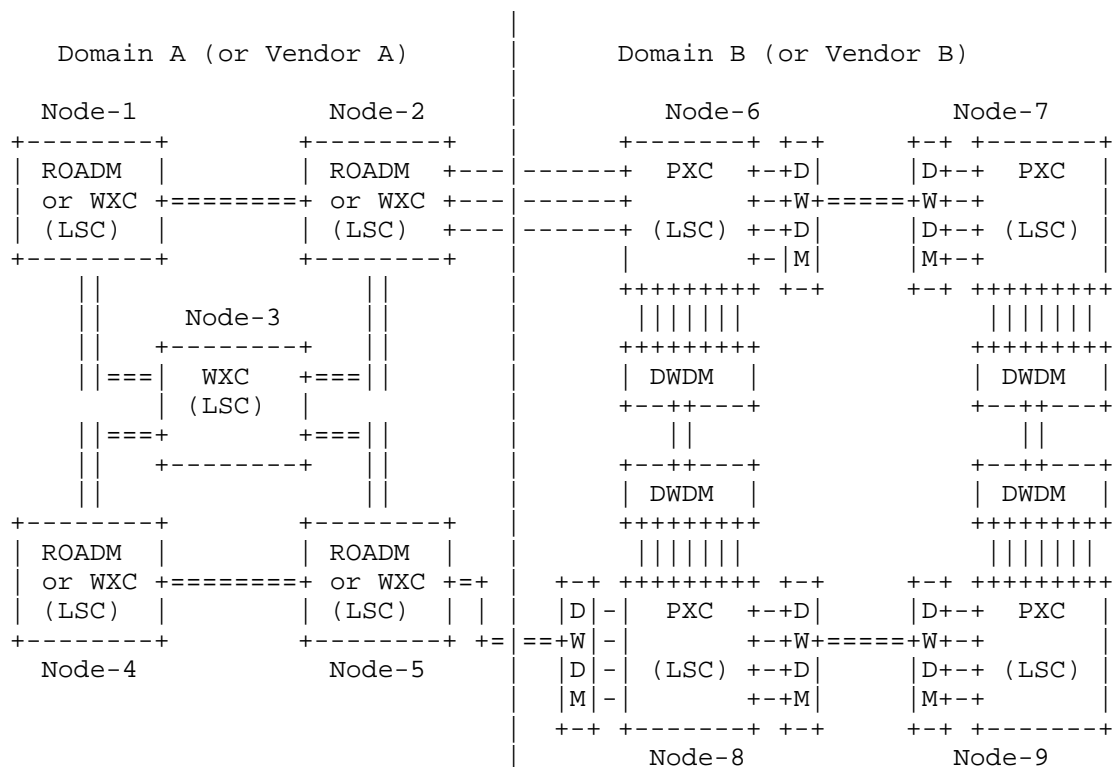 Domain A (or Vendor A) Domain B (or Vendor B)
Node-1 Node-2 Node-6 Node-7
ROADM ROADM PXC D D PXC
or WXC or WXC W W
(LSC) (LSC) (LSC) D D (LSC)
M M
Node-3
WXC DWDM DWDM
(LSC)
DWDM DWDM
ROADM ROADM
or WXC or WXC
(LSC) (LSC) D PXC D D PXC
W W W
Node-4 Node-5 D (LSC) D D (LSC)
M M M
Node-8 Node-9